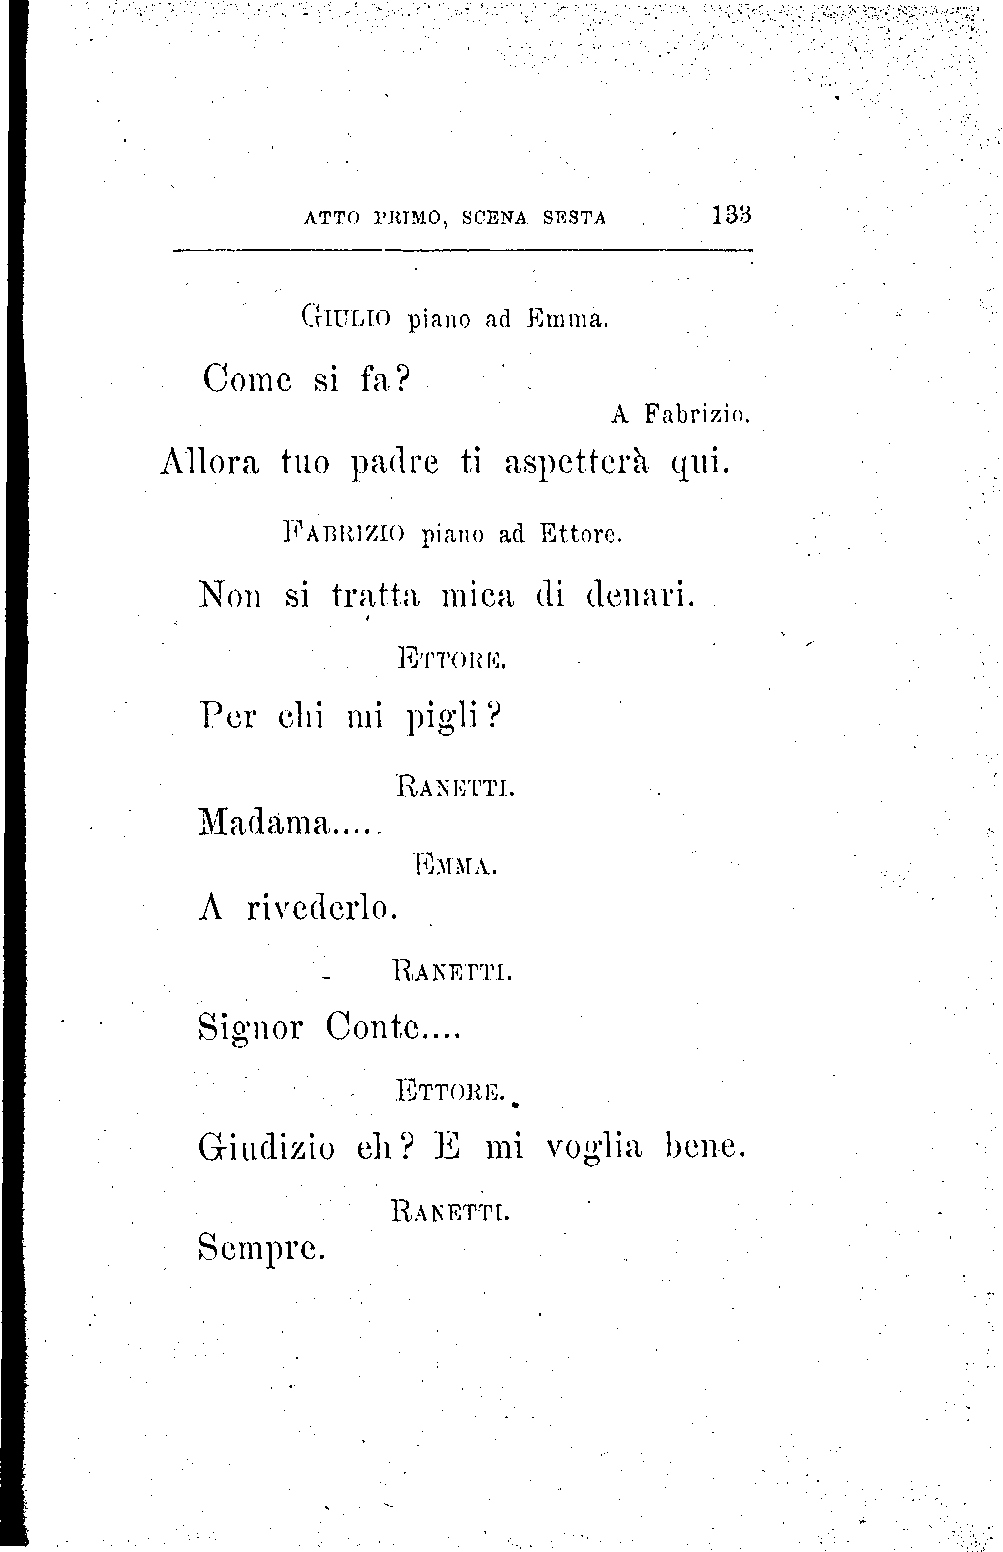 ATTO PRIMO, SCENA SESTA 133
GIULIO piano ad Emma.
Come si fa?
A Fabrizio.
Allora tuo padre ti aspetterà qui.
FABRIZIO piano ad Ettore.
Non si tratta mica di denari.
ETTORE.
Per chi mi pigli?
RANETTI.
Madama.....
EMMA.
A rivederlo.
RANETTI.
Signor Conte....
ETTORE.
Giudizio eh? E mi voglia bene.
RANETTI.
Sempre.